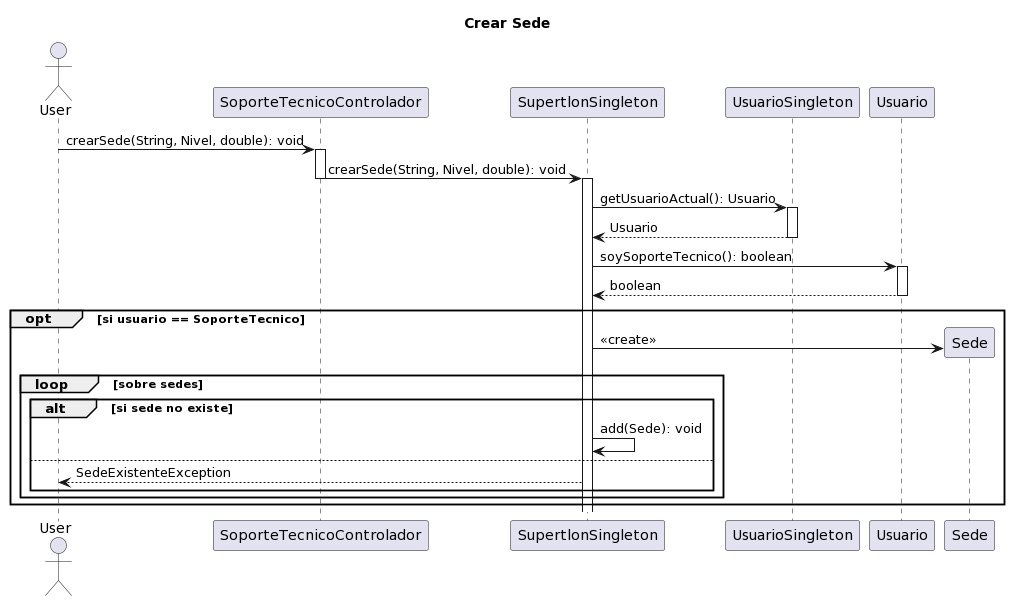 Crear Sede
User
SoporteTecnicoControlador
SupertlonSingleton
UsuarioSingleton
Usuario
crearSede(String, Nivel, double): void
crearSede(String, Nivel, double): void
getUsuarioActual(): Usuario
Usuario
soySoporteTecnico(): boolean
boolean
opt [si usuario == SoporteTecnico]
«create»
Sede
loop [sobre sedes]
alt [si sede no existe]
add(Sede): void
SedeExistenteException
User
SoporteTecnicoControlador
SupertlonSingleton
UsuarioSingleton
Usuario
Sede